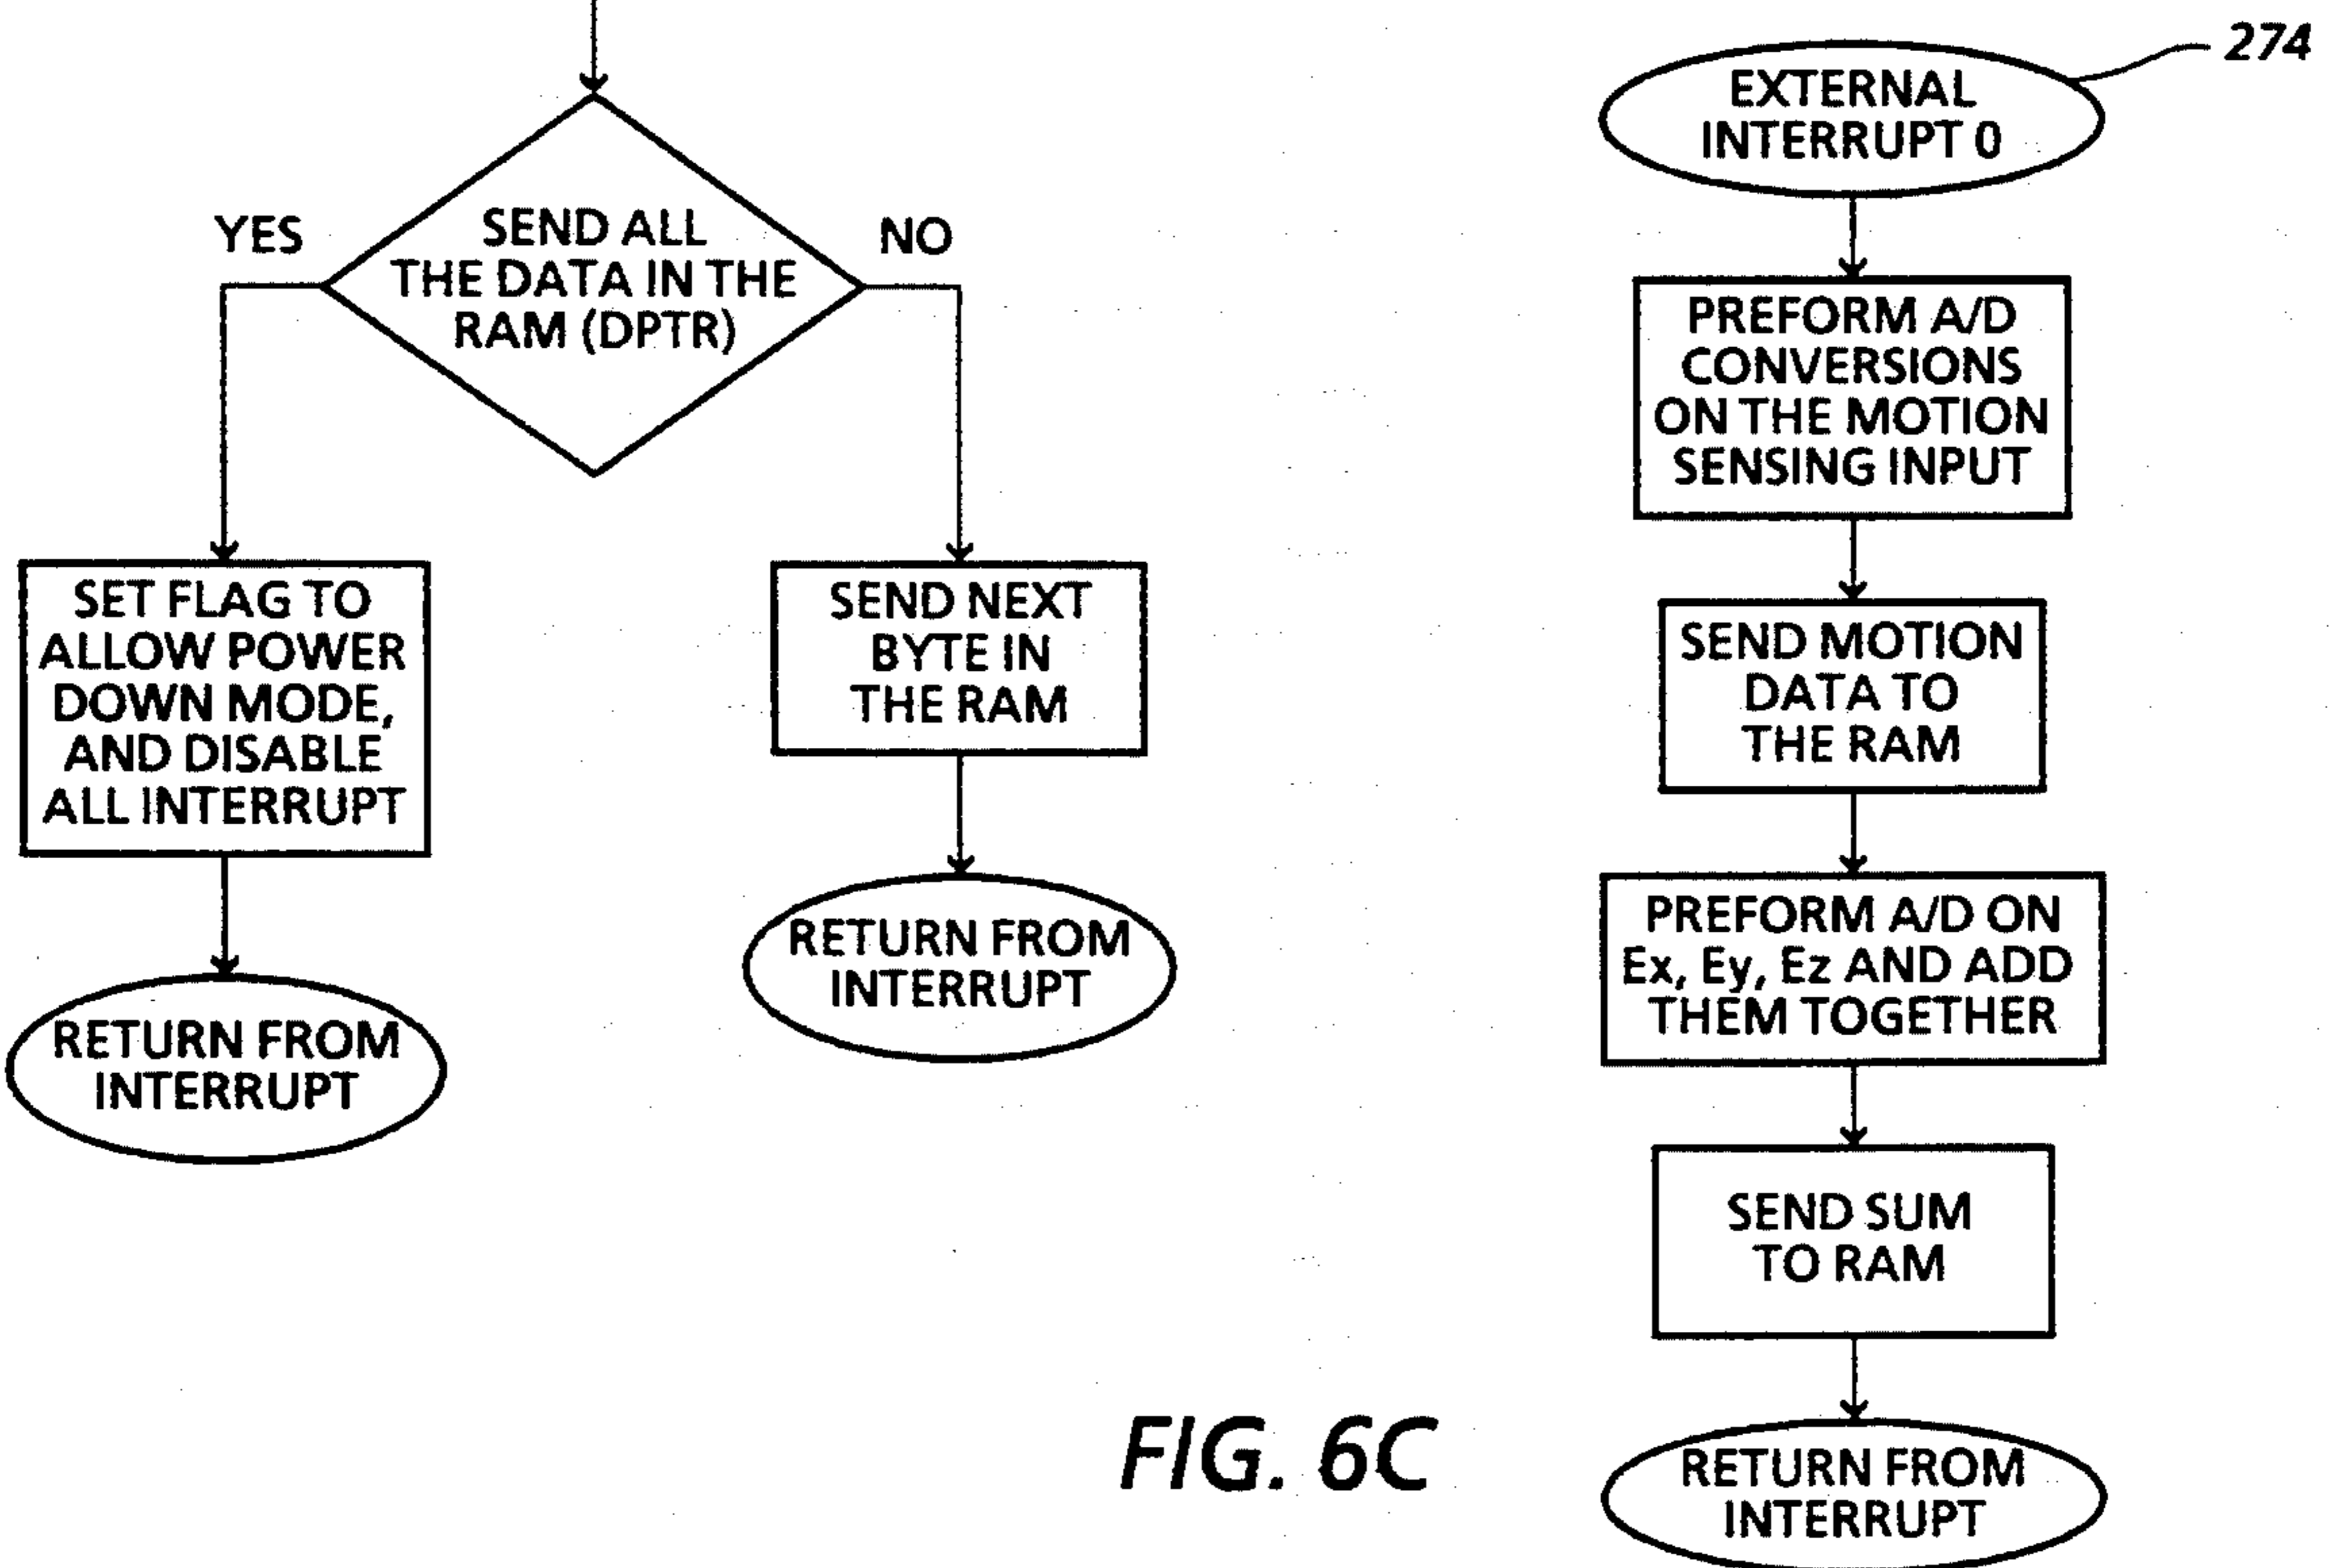 YES
SEND ALL
THE DATA IN THE
RAM (DPTR)
NO
SET FLAG TO
ALLOW POWER
DOWN MODE,
AND DISABLE
ALL INTERRUPT
RETURN FROM
INTERRUPT
SEND NEXT
BYTE IN
THE RAM
RETURN FROM
INTERRUPT
274
EXTERNAL
INTERRUPT 0
PREFORM A/D
CONVERSIONS
ON THE MOTION
SENSING INPUT
SEND MOTION
DATA TO
THE RAM
PREFORM A/D ON
Ex, Ey, Ez AND ADD
THEM TOGETHER
SEND SUM
TO RAM
RETURN FROM
INTERRUPT
FIG. 6C